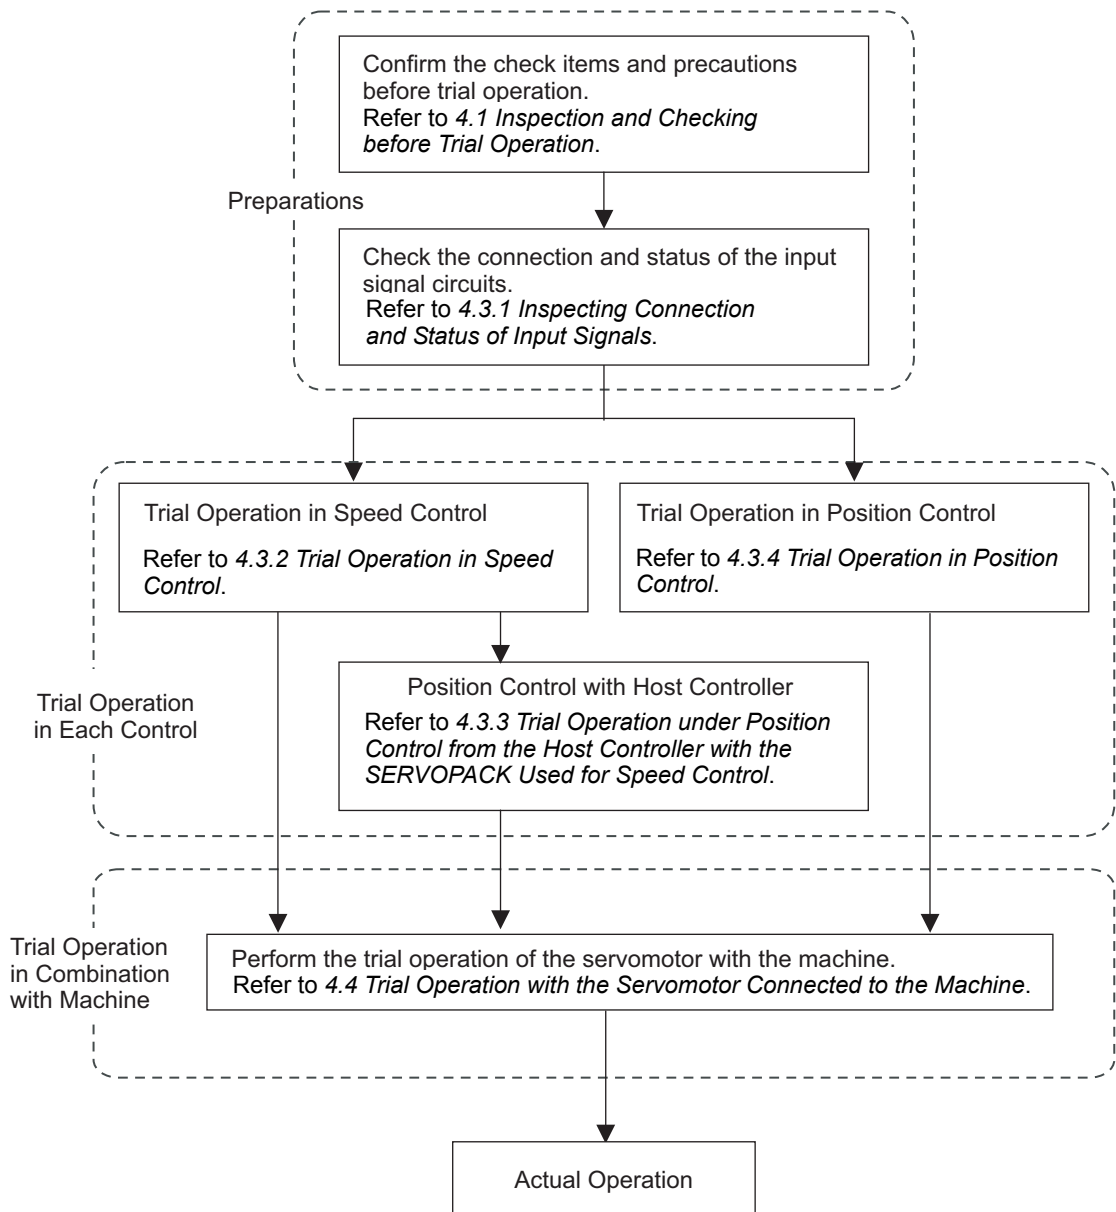 Confirm the check items and precautions
before trial operation.
Refer to 4.1 Inspection and Checking
before Trial Operation.
Preparations
Check the connection and status of the input
signal circuits.
Refer to 4.3.1 Inspecting Connection
and Status of Input Signals.
Trial Operation in Speed Control
Refer to 4.3.2 Trial Operation in Speed
Control.
Trial Operation in Position Control
Refer to 4.3.4 Trial Operation in Position
Control.
Trial Operation
in Each Control
Position Control with Host Controller
Refer to 4.3.3 Trial Operation under Position
Control from the Host Controller with the
SERVOPACK Used for Speed Control.
Trial Operation
in Combination
with Machine
Perform the trial operation of the servomotor with the machine.
Refer to 4.4 Trial Operation with the Servomotor Connected to the Machine.
Actual Operation